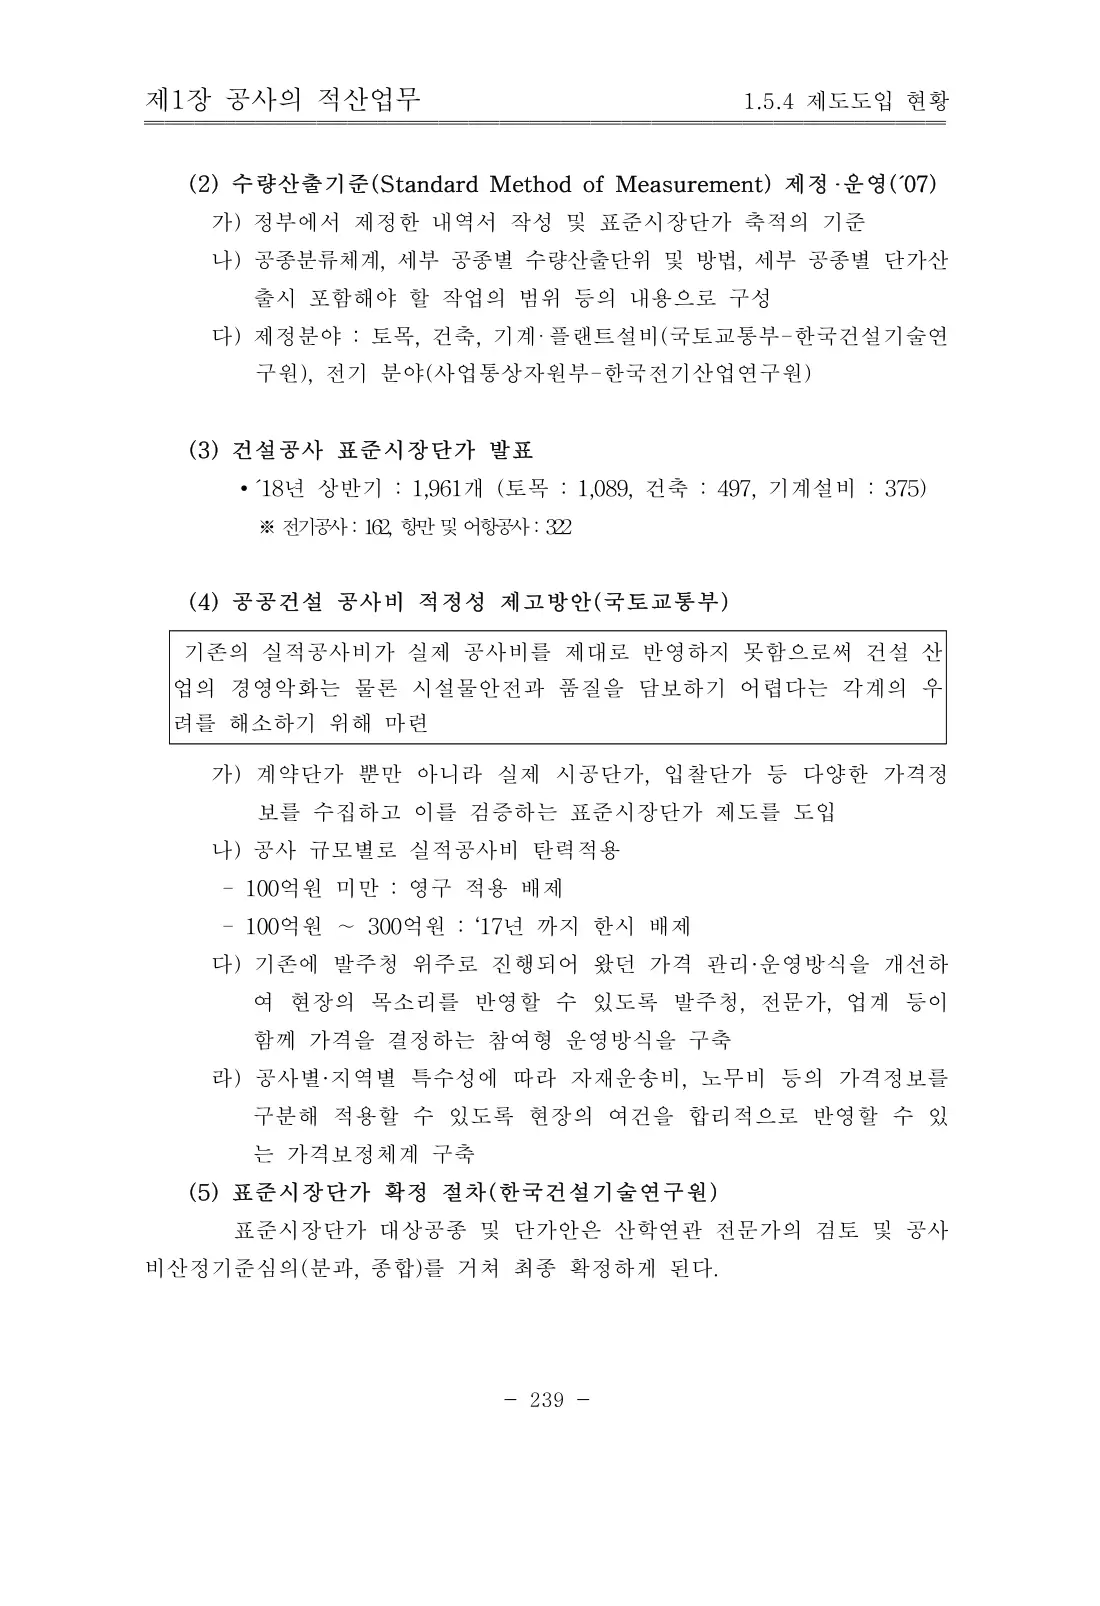 제1장 공사의 적산업무 1.5.4 제도도입 현황
(2) 수량산출기준(Standard Method of Measurement) 제정·운영(´07)
가) 정부에서 제정한 내역서 작성 및 표준시장단가 축적의 기준
나) 공종분류체계, 세부 공종별 수량산출단위 및 방법, 세부 공종별 단가산
출시 포함해야 할 작업의 범위 등의 내용으로 구성
다) 제정분야 : 토목, 건축, 기계·플랜트설비(국토교통부-한국건설기술연
구원), 전기 분야(사업통상자원부-한국전기산업연구원)
(3) 건설공사 표준시장단가 발표
•´18년 상반기 : 1,961개 (토목 : 1,089, 건축 : 497, 기계설비 : 375)
※ 전기공사 : 162, 항만 및 어항공사 : 322
(4) 공공건설 공사비 적정성 제고방안(국토교통부)
기존의 실적공사비가 실제 공사비를 제대로 반영하지 못함으로써 건설 산
업의 경영악화는 물론 시설물안전과 품질을 담보하기 어렵다는 각계의 우
려를 해소하기 위해 마련
가) 계약단가 뿐만 아니라 실제 시공단가, 입찰단가 등 다양한 가격정
보를 수집하고 이를 검증하는 표준시장단가 제도를 도입
나) 공사 규모별로 실적공사비 탄력적용
- 100억원 미만 : 영구 적용 배제
- 100억원 ~ 300억원 : ‘17년 까지 한시 배제
다) 기존에 발주청 위주로 진행되어 왔던 가격 관리·운영방식을 개선하
여 현장의 목소리를 반영할 수 있도록 발주청, 전문가, 업계 등이
함께 가격을 결정하는 참여형 운영방식을 구축
라) 공사별·지역별 특수성에 따라 자재운송비, 노무비 등의 가격정보를
구분해 적용할 수 있도록 현장의 여건을 합리적으로 반영할 수 있
는 가격보정체계 구축
(5) 표준시장단가 확정 절차(한국건설기술연구원)
표준시장단가 대상공종 및 단가안은 산학연관 전문가의 검토 및 공사
비산정기준심의(분과, 종합)를 거쳐 최종 확정하게 된다.
- 239 -